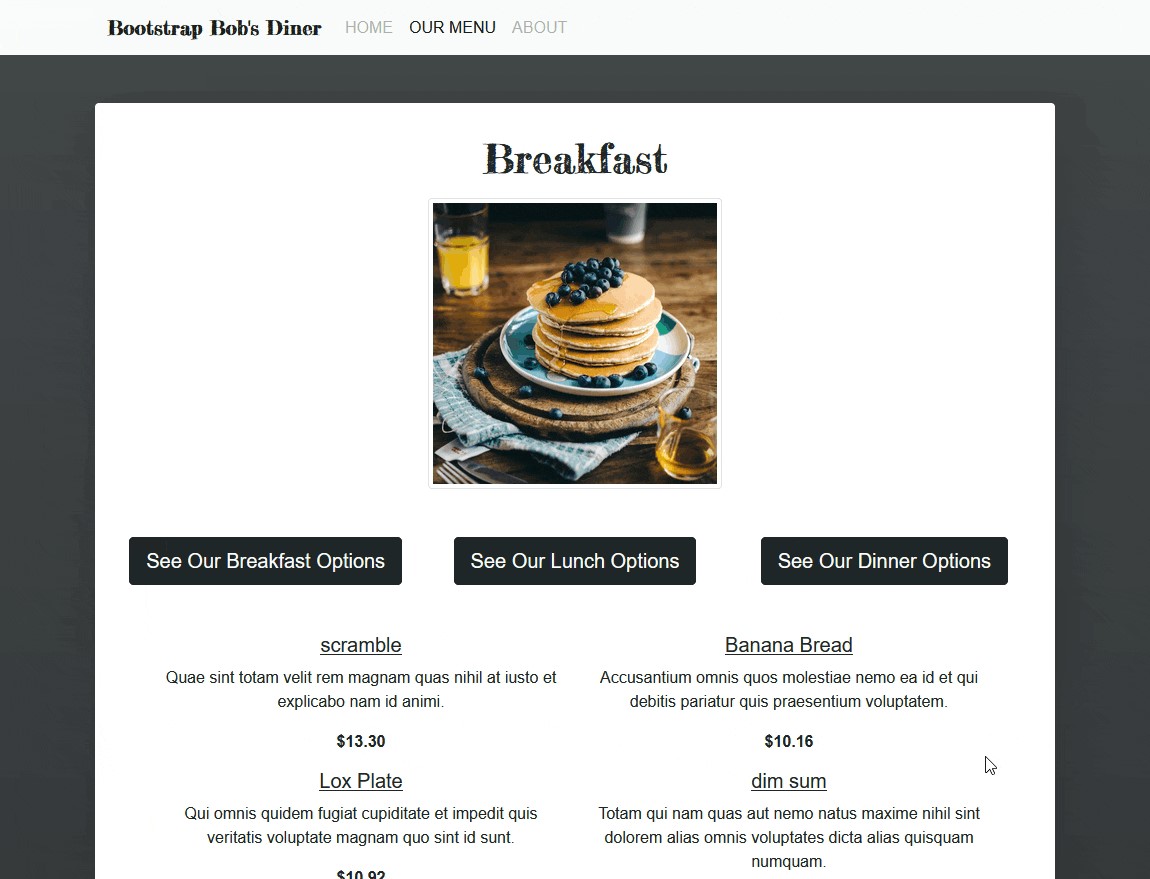 Bootstrap Bob's Diner HOME OUR MENU ABOUT
Breakfast
See Our Breakfast Options See Our Lunch Options See Our Dinner Options
scramble
Quae sint totam velit rem magnam quas nihil at iusto et
explicabo nam id animi.
$13.30
Banana Bread
Accusantium omnis quos molestiae nemo ea id et qui
debitis pariatur quis praesentium voluptatem.
$10.16
Lox Plate
Qui omnis quidem fugiat cupiditate et impedit quis
veritatis voluptate magnam quo sint id sunt.
$10.92
dim sum
Totam qui nam quas aut nemo natus maxime nihil sint
dolorem alias omnis voluptates dicta alias quisquam
numquam.